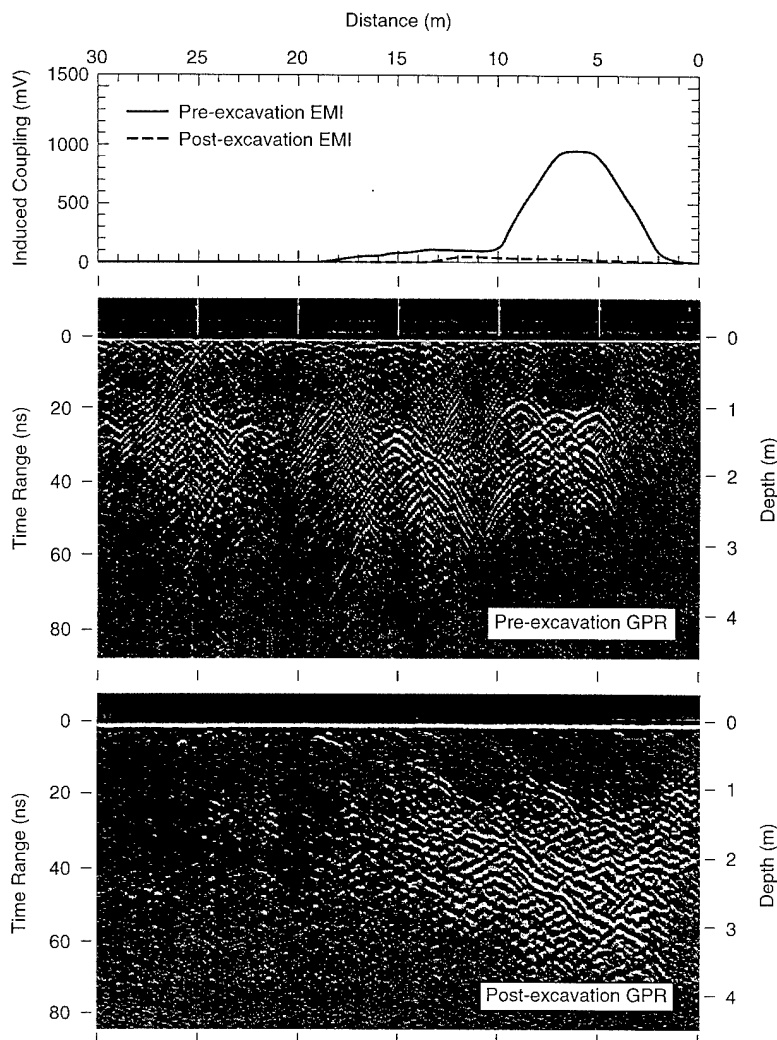 Distance (m)
30 25 20 15 10 5 0
Induced Coupling (mV)
1500
1000
500
0
Pre-excavation EMI
Post-excavation EMI
Time Range (ns)
0
20
40
60
80
Depth (m)
0
1
2
3
4
Pre-excavation GPR
Time Range (ns)
0
20
40
60
80
Depth (m)
0
1
2
3
4
Post-excavation GPR